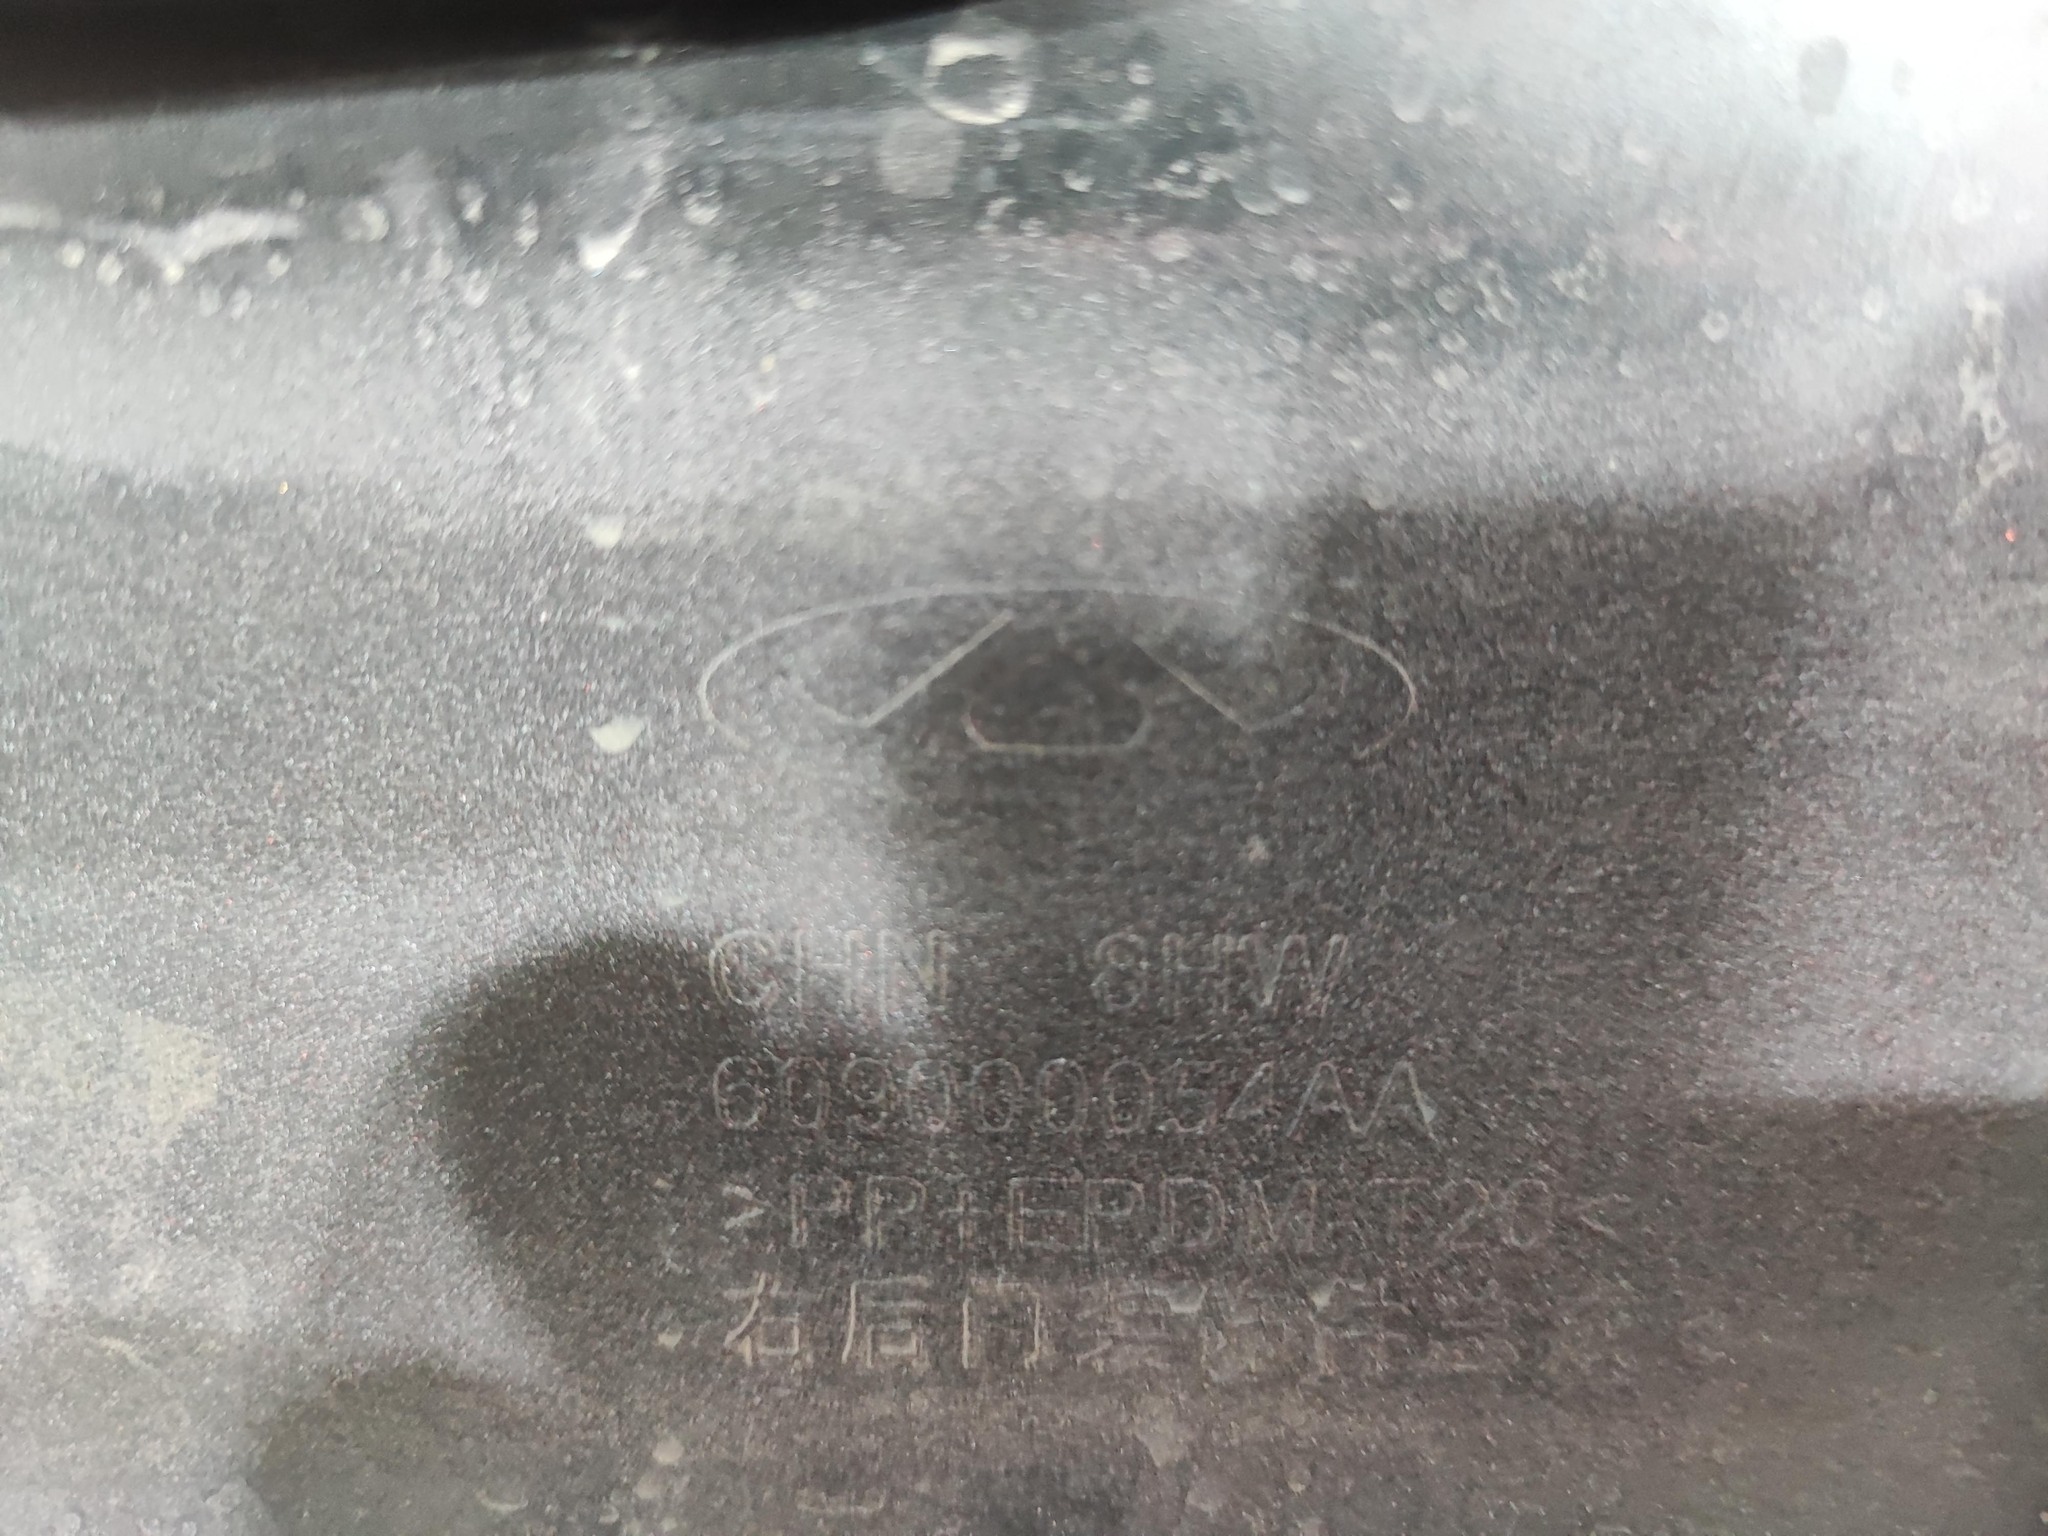 CHN 8HW
609000054AA
>PP+EPDM-T20<
右后门